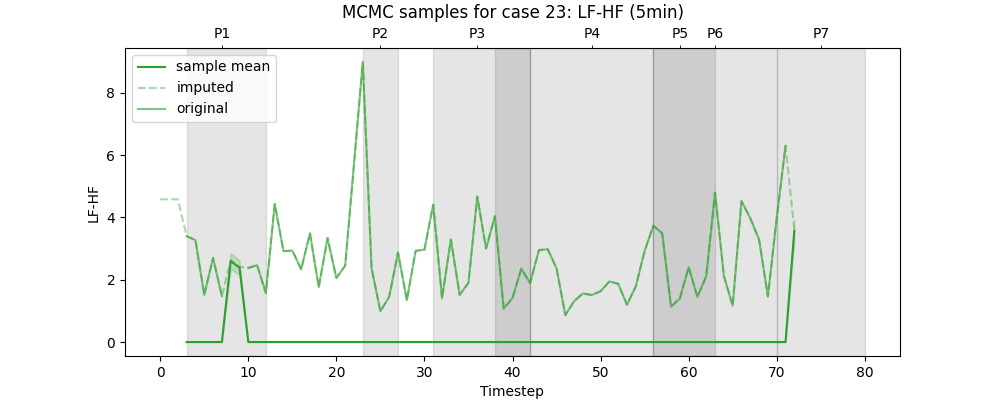 MCMC samples for case 23: LF-HF (5min)
P1 P2 P3 P4 P5 P6 P7
sample mean
imputed
original
8
6
4
2
0
LF-HF
0 10 20 30 40 50 60 70 80
Timestep